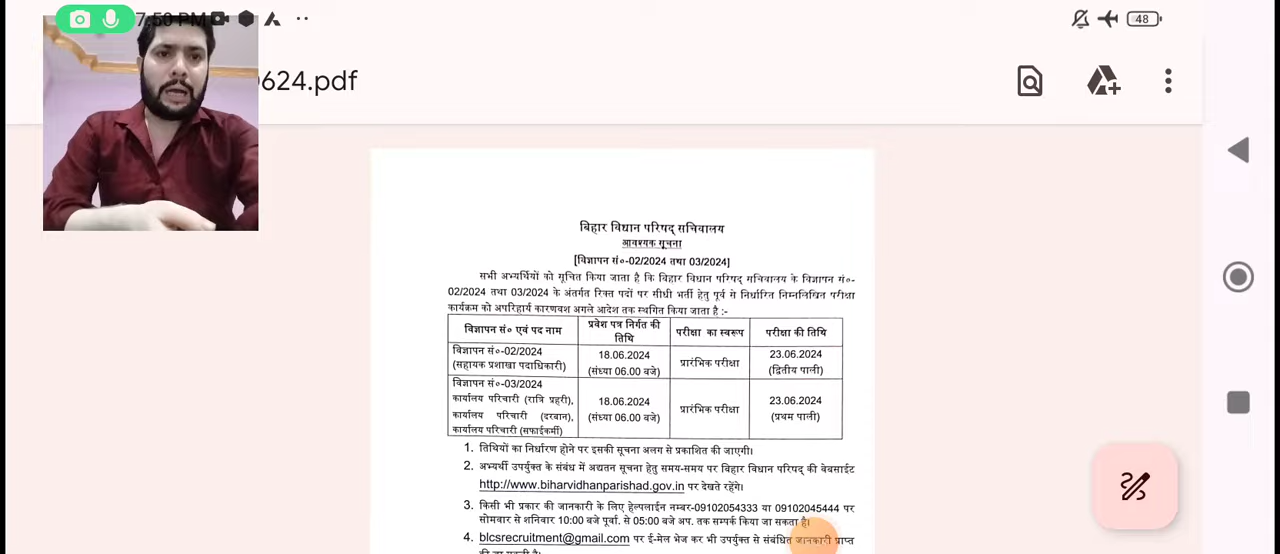 7:50 PM
48
0624.pdf
बिहार विधान परिषद् सचिवालय
आवश्यक सूचना
[विज्ञापन सं०-02/2024 तथा 03/2024]
सभी अभ्यर्थियों को सूचित किया जाता है कि बिहार विधान परिषद् सचिवालय के विज्ञापन सं०-
02/2024 तथा 03/2024 के अंतर्गत रिक्त पदों पर सीधी भर्ती हेतु पूर्व से निर्धारित निम्नलिखित परीक्षा
कार्यक्रम को अपरिहार्य कारणवश अगले आदेश तक स्थगित किया जाता है :-
विज्ञापन सं० एवं पद नाम
प्रवेश पत्र निर्गत की
तिथि
परीक्षा का स्वरूप
परीक्षा की तिथि
विज्ञापन सं०-02/2024
(सहायक प्रशाखा पदाधिकारी)
18.06.2024
(संध्या 06.00 बजे)
प्रारंभिक परीक्षा
23.06.2024
(द्वितीय पाली)
विज्ञापन सं०-03/2024
कार्यालय परिचारी (रात्रि प्रहरी),
कार्यालय परिचारी (दरबान),
कार्यालय परिचारी (सफाईकर्मी)
18.06.2024
(संध्या 06.00 बजे)
प्रारंभिक परीक्षा
23.06.2024
(प्रथम पाली)
1. तिथियों का निर्धारण होने पर इसकी सूचना अलग से प्रकाशित की जाएगी।
2. अभ्यर्थी उपर्युक्त के संबंध में अद्यतन सूचना हेतु समय-समय पर बिहार विधान परिषद् की वेबसाईट
http://www.biharvidhanparishad.gov.in पर देखते रहेंगे।
3. किसी भी प्रकार की जानकारी के लिए हेल्पलाईन नम्बर-09102054333 या 09102045444 पर
सोमवार से शनिवार 10:00 बजे पूर्वा. से 05:00 बजे अप. तक सम्पर्क किया जा सकता है।
4. blcsrecruitment@gmail.com पर ई-मेल भेज कर भी उपर्युक्त से संबंधित जानकारी प्राप्त